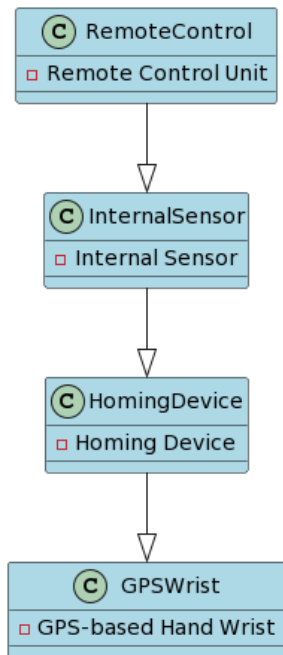 C RemoteControl
Remote Control Unit
C InternalSensor
Internal Sensor
C HomingDevice
Homing Device
C GPSWrist
GPS-based Hand Wrist